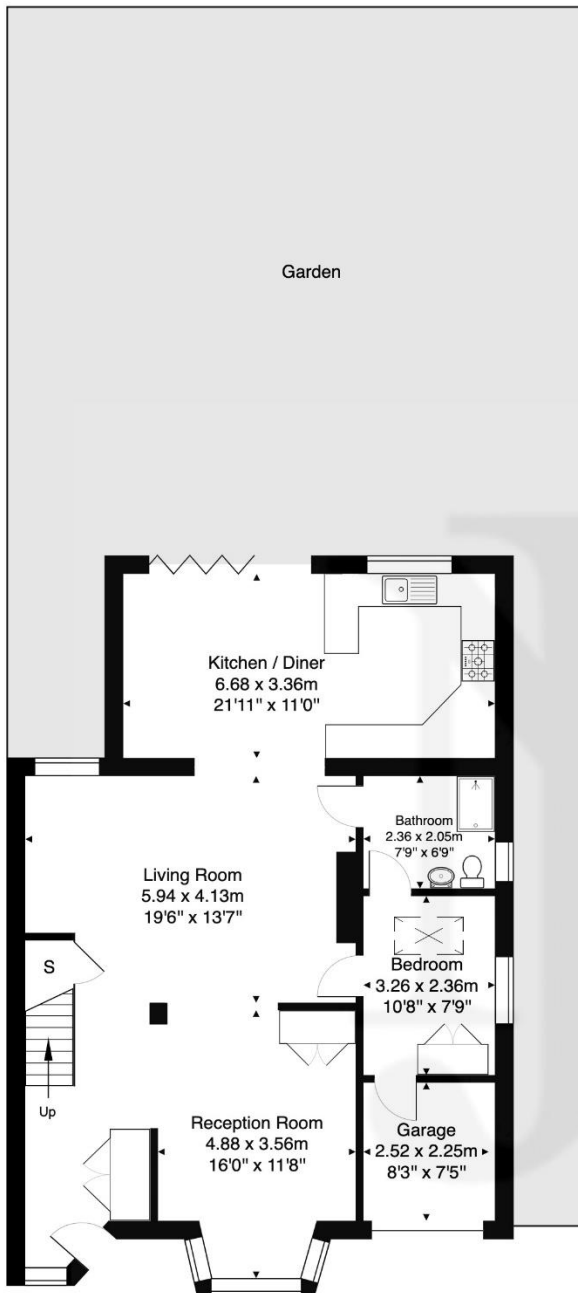 Garden
Kitchen / Diner
6.68 x 3.36m
21'11" x 11'0"
Bathroom
2.36 x 2.05m
7'9" x 6'9"
Living Room
5.94 x 4.13m
19'6" x 13'7"
S
Bedroom
3.26 x 2.36m
10'8" x 7'9"
Up
Reception Room
4.88 x 3.56m
16'0" x 11'8"
Garage
2.52 x 2.25m
8'3" x 7'5"